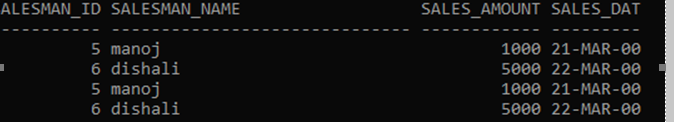 ALESMAN_ID SALESMAN_NAME SALES_AMOUNT SALES_DAT
---------- ------------------------------ ------------ ---------
5 manoj 1000 21-MAR-00
6 dishali 5000 22-MAR-00
5 manoj 1000 21-MAR-00
6 dishali 5000 22-MAR-00